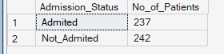 Admission_Status No_of_Patients
1 Admited 237
2 Not_Admited 242